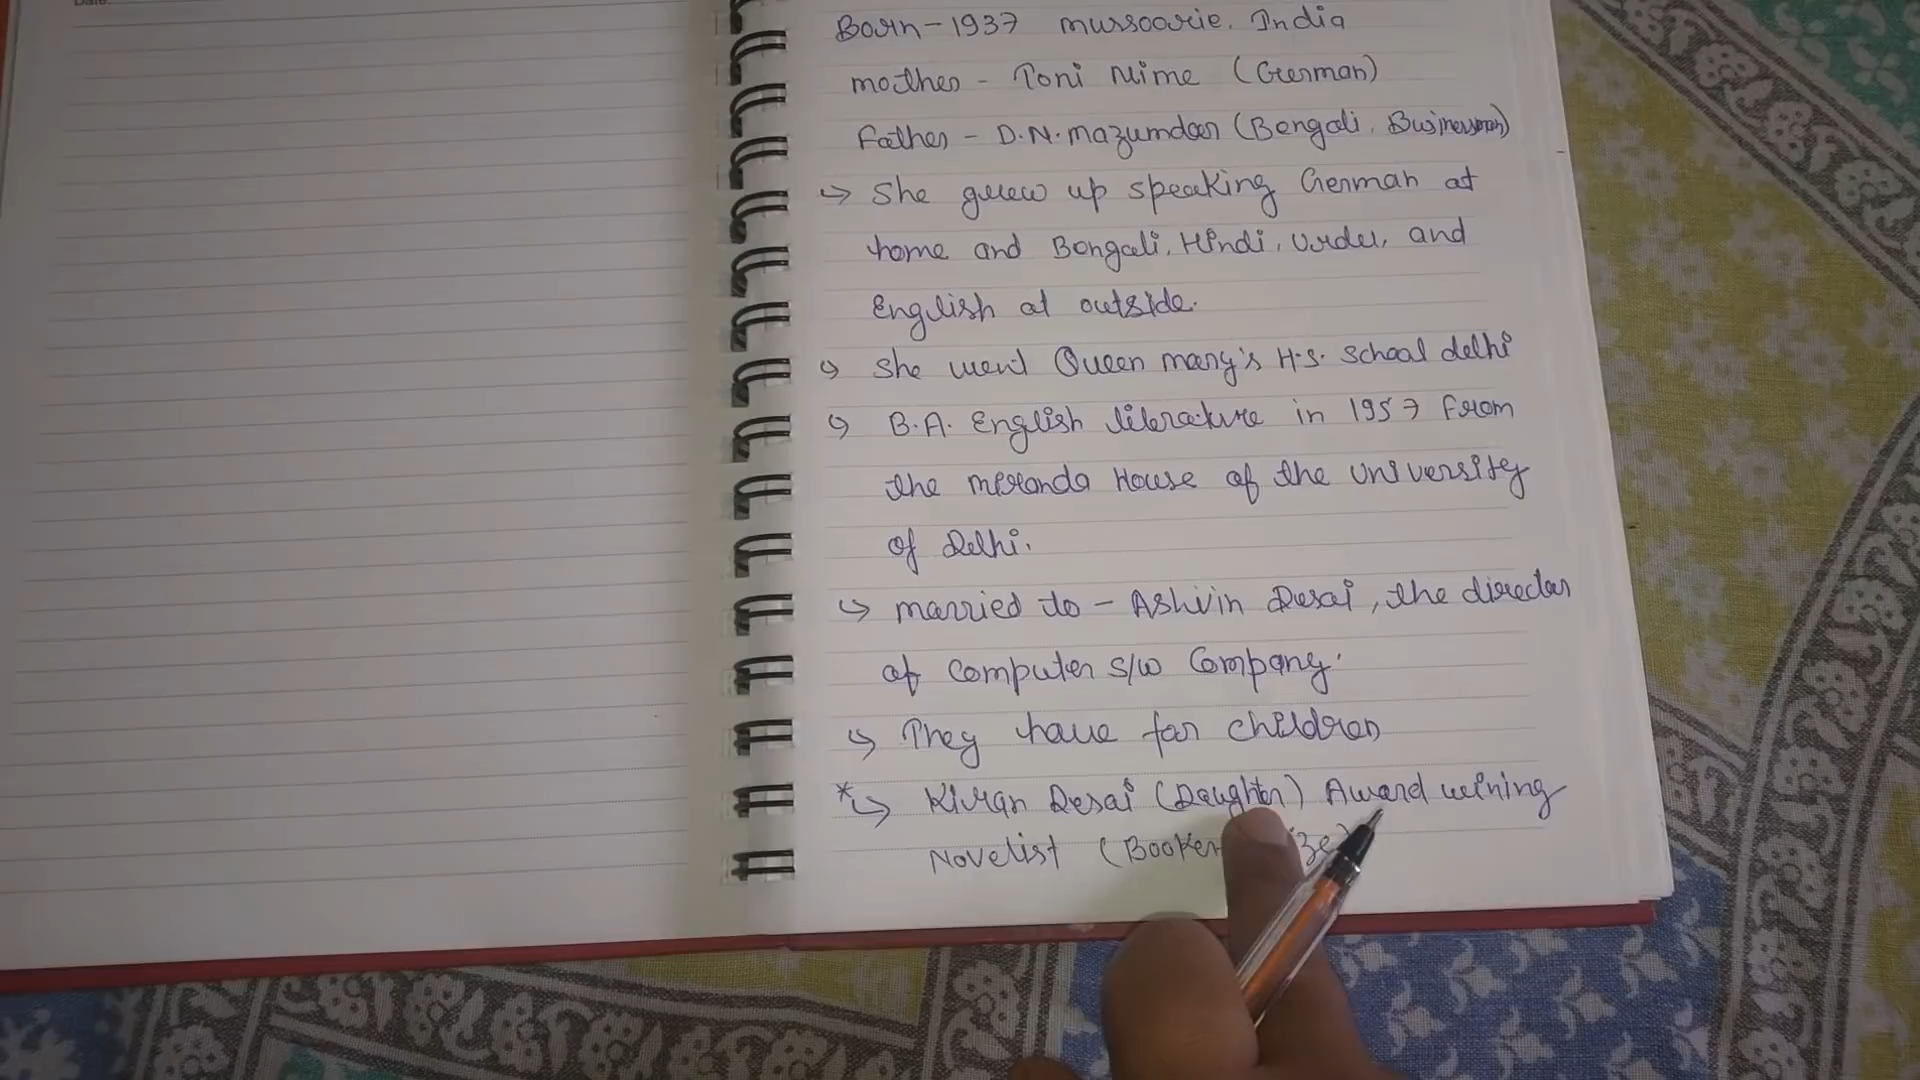 Born - 1937 mussoorie. India
mother - Toni Nime (German)
Father - D.N. mazumdar (Bengali, Businessman)
→ She grew up speaking German at
home and Bengali, Hindi, Urdu, and
English at outside.
→ She went Queen mary's H.S. School delhi
→ B.A. English literature in 1957 From
the miranda House of the University
of Delhi.
→ married to - Ashvin Desai, the director
of computer s/w Company.
→ They have for children
*→ Kiran Desai (Daughter) Award wining
Novelist (Booker ze)